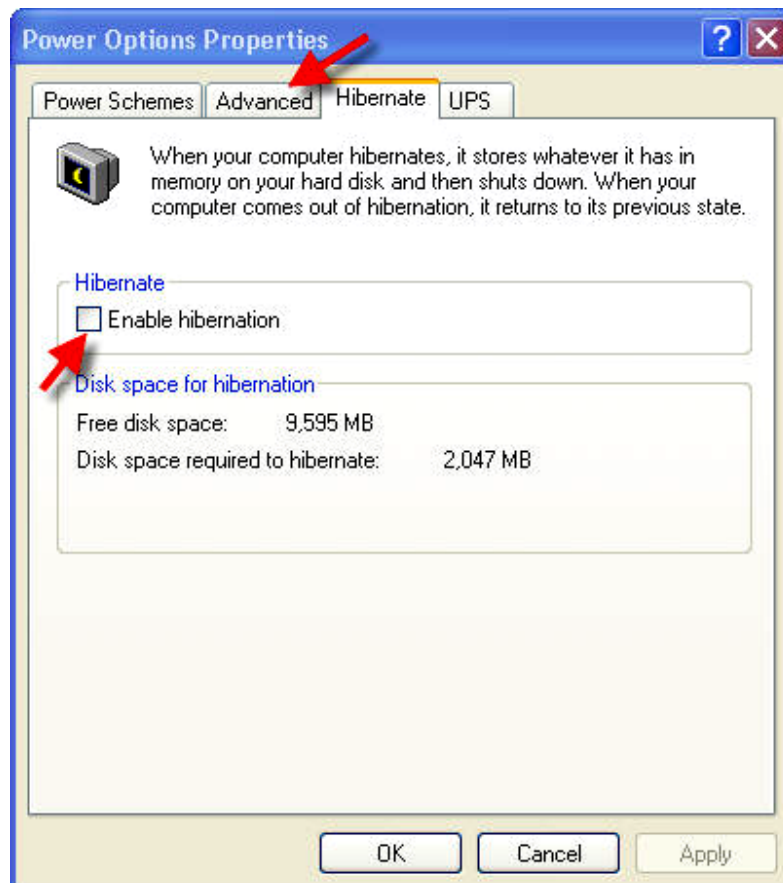 Power Options Properties
Power Schemes Advanced Hibernate UPS
When your computer hibernates, it stores whatever it has in
memory on your hard disk and then shuts down. When your
computer comes out of hibernation, it returns to its previous state.
Hibernate
Enable hibernation
Disk space for hibernation
Free disk space: 9,595 MB
Disk space required to hibernate: 2,047 MB
OK Cancel Apply